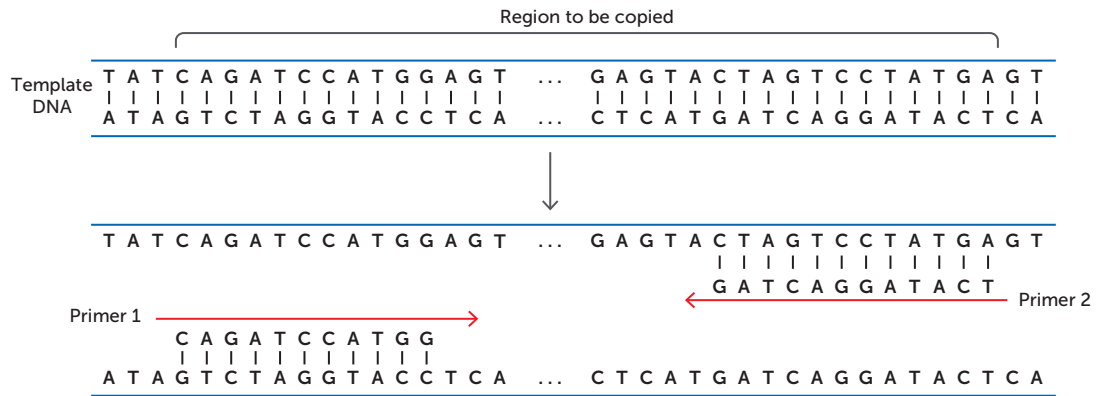 Region to be copied
Template DNA
T A T C A G A T C C A T G G A G T ... G A G T A C T A G T C C T A T G A G T
A T A G T C T A G G T A C C T C A ... C T C A T G A T C A G G A T A C T C A
T A T C A G A T C C A T G G A G T ... G A G T A C T A G T C C T A T G A G T
G A T C A G G A T A C T
Primer 2
Primer 1
C A G A T C C A T G G
A T A G T C T A G G T A C C T C A ... C T C A T G A T C A G G A T A C T C A